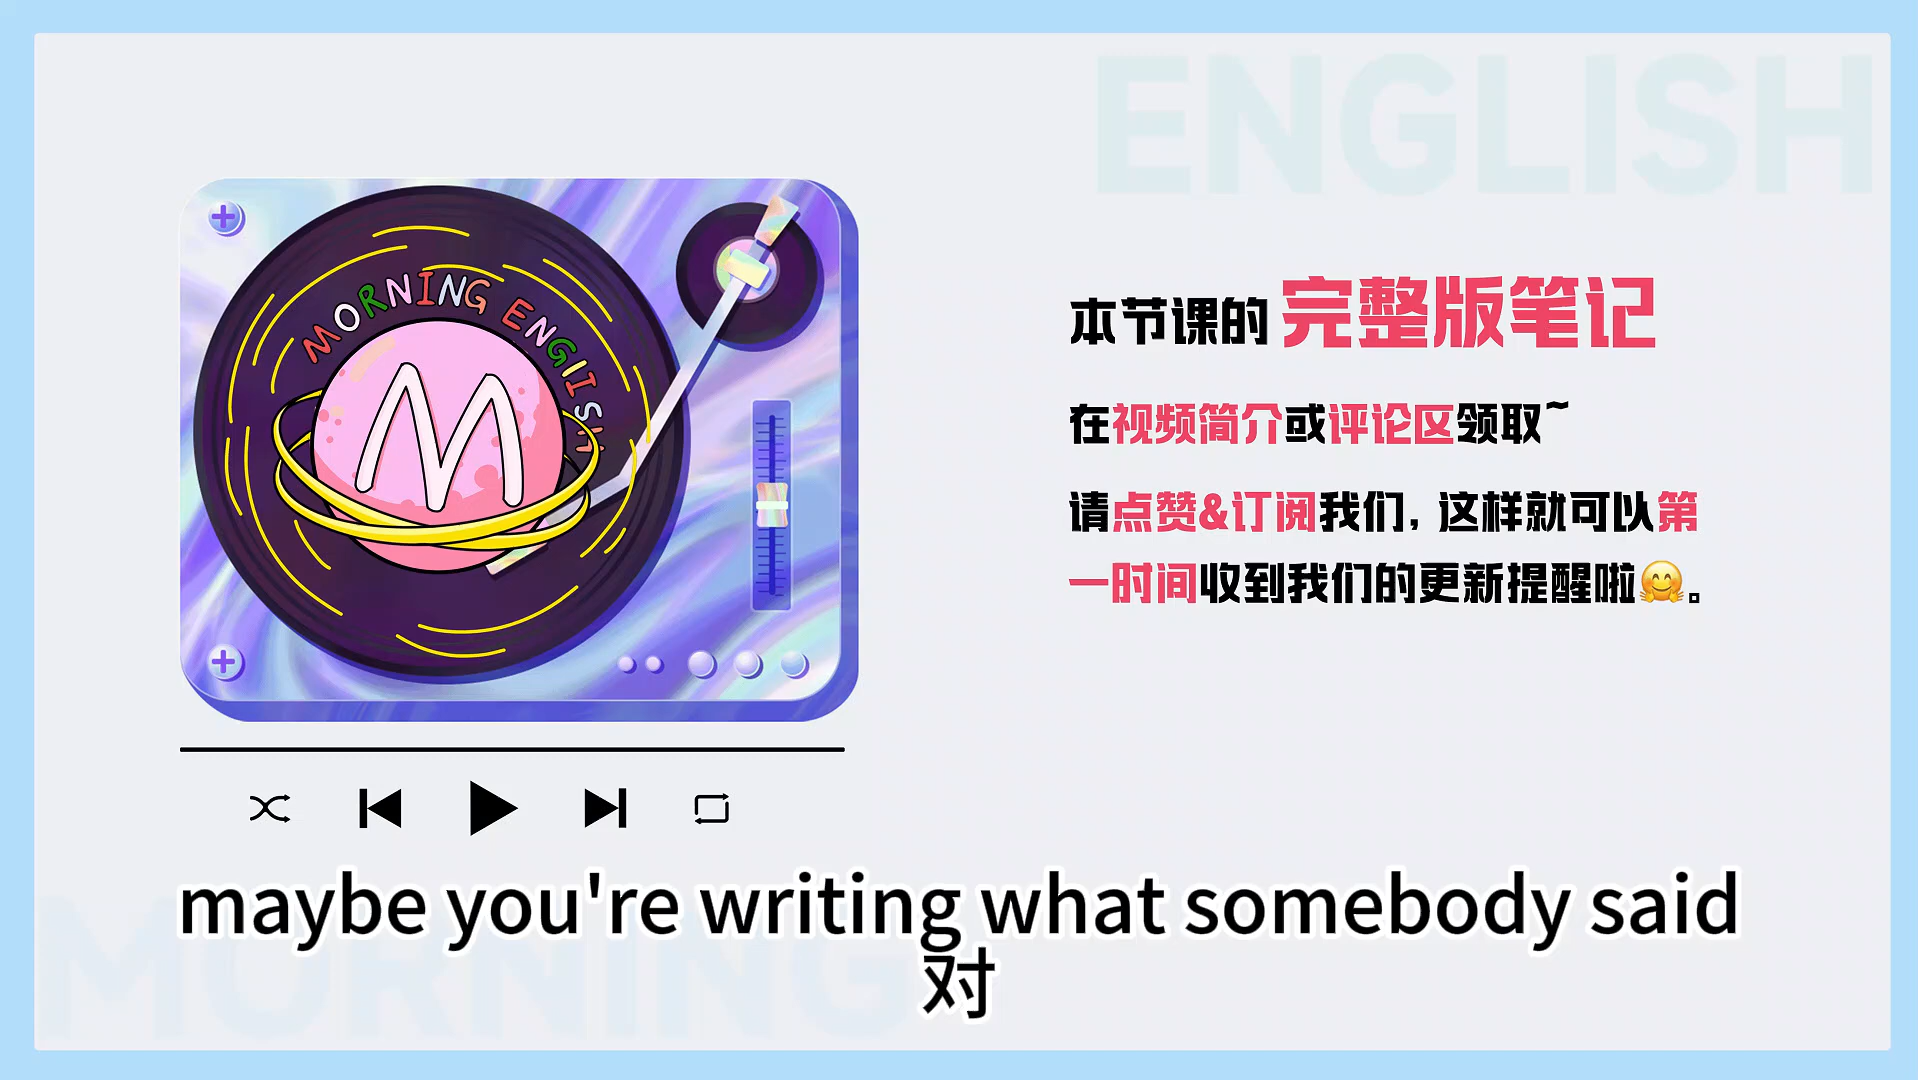 ENGLISH
MORNING ENGlISH
M
本节课的 完整版笔记
在视频简介或评论区领取~
请点赞&订阅我们, 这样就可以第
一时间收到我们的更新提醒啦🤗。
MORNING
maybe you're writing what somebody said
对